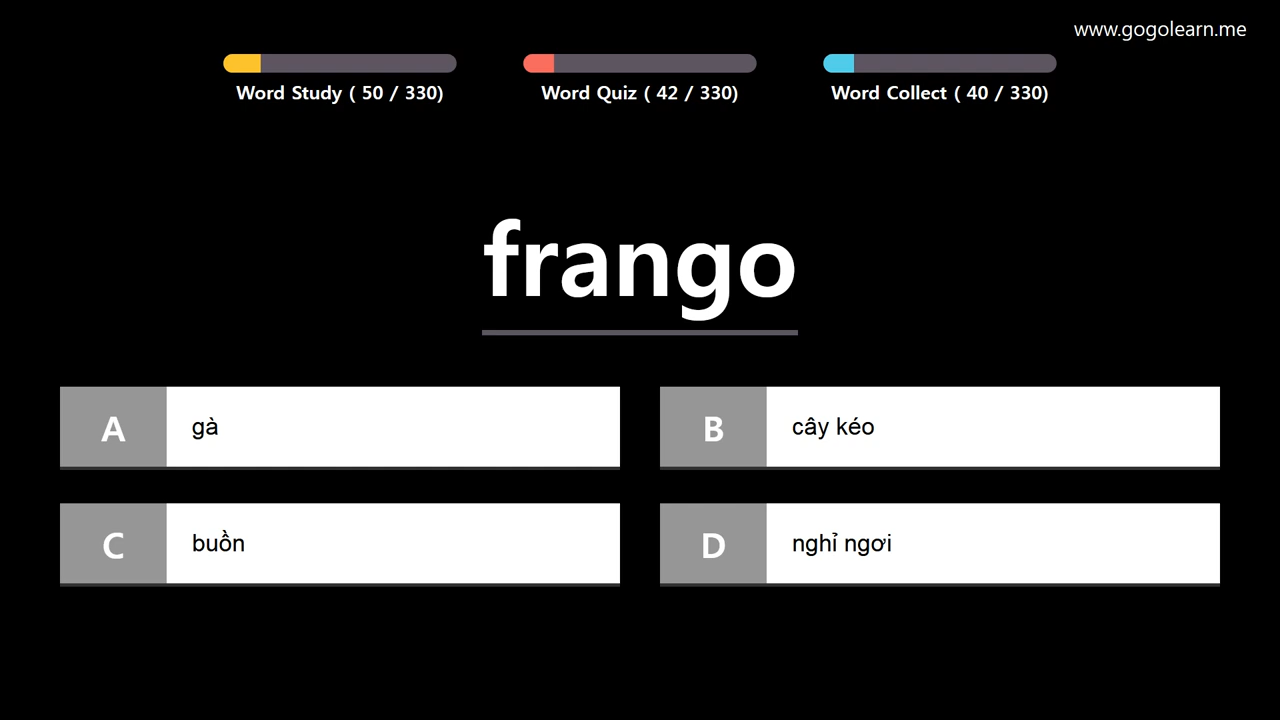 www.gogolearn.me
Word Study ( 50 / 330)
Word Quiz ( 42 / 330)
Word Collect ( 40 / 330)
frango
A gà
B cây kéo
C buồn
D nghỉ ngơi